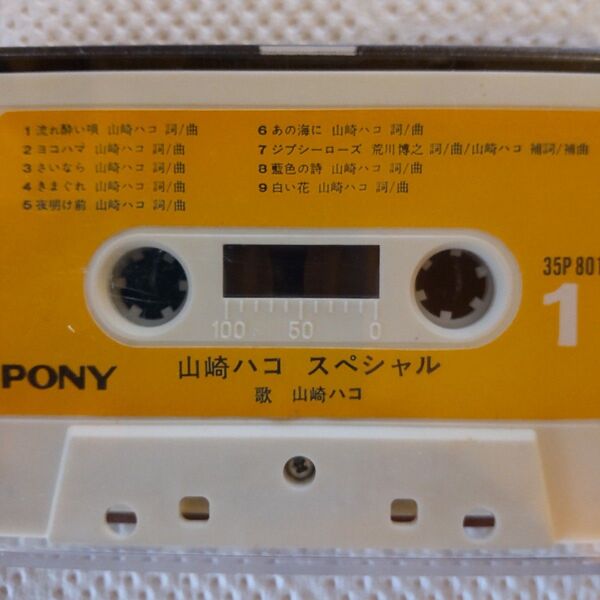 1 流れ酔い唄 山崎ハコ 詞/曲
2 ヨコハマ 山崎ハコ 詞/曲
3 さいなら 山崎ハコ 詞/曲
4 きまぐれ 山崎ハコ 詞/曲
5 夜明け前 山崎ハコ 詞/曲
6 あの海に 山崎ハコ 詞/曲
7 ジプシーローズ 荒川博之 詞/曲/山崎ハコ 補詞/補曲
8 藍色の詩 山崎ハコ 詞/曲
9 白い花 山崎ハコ 詞/曲
35P 801
1
100 50 0
PONY
山崎ハコ スペシャル
歌 山崎ハコ